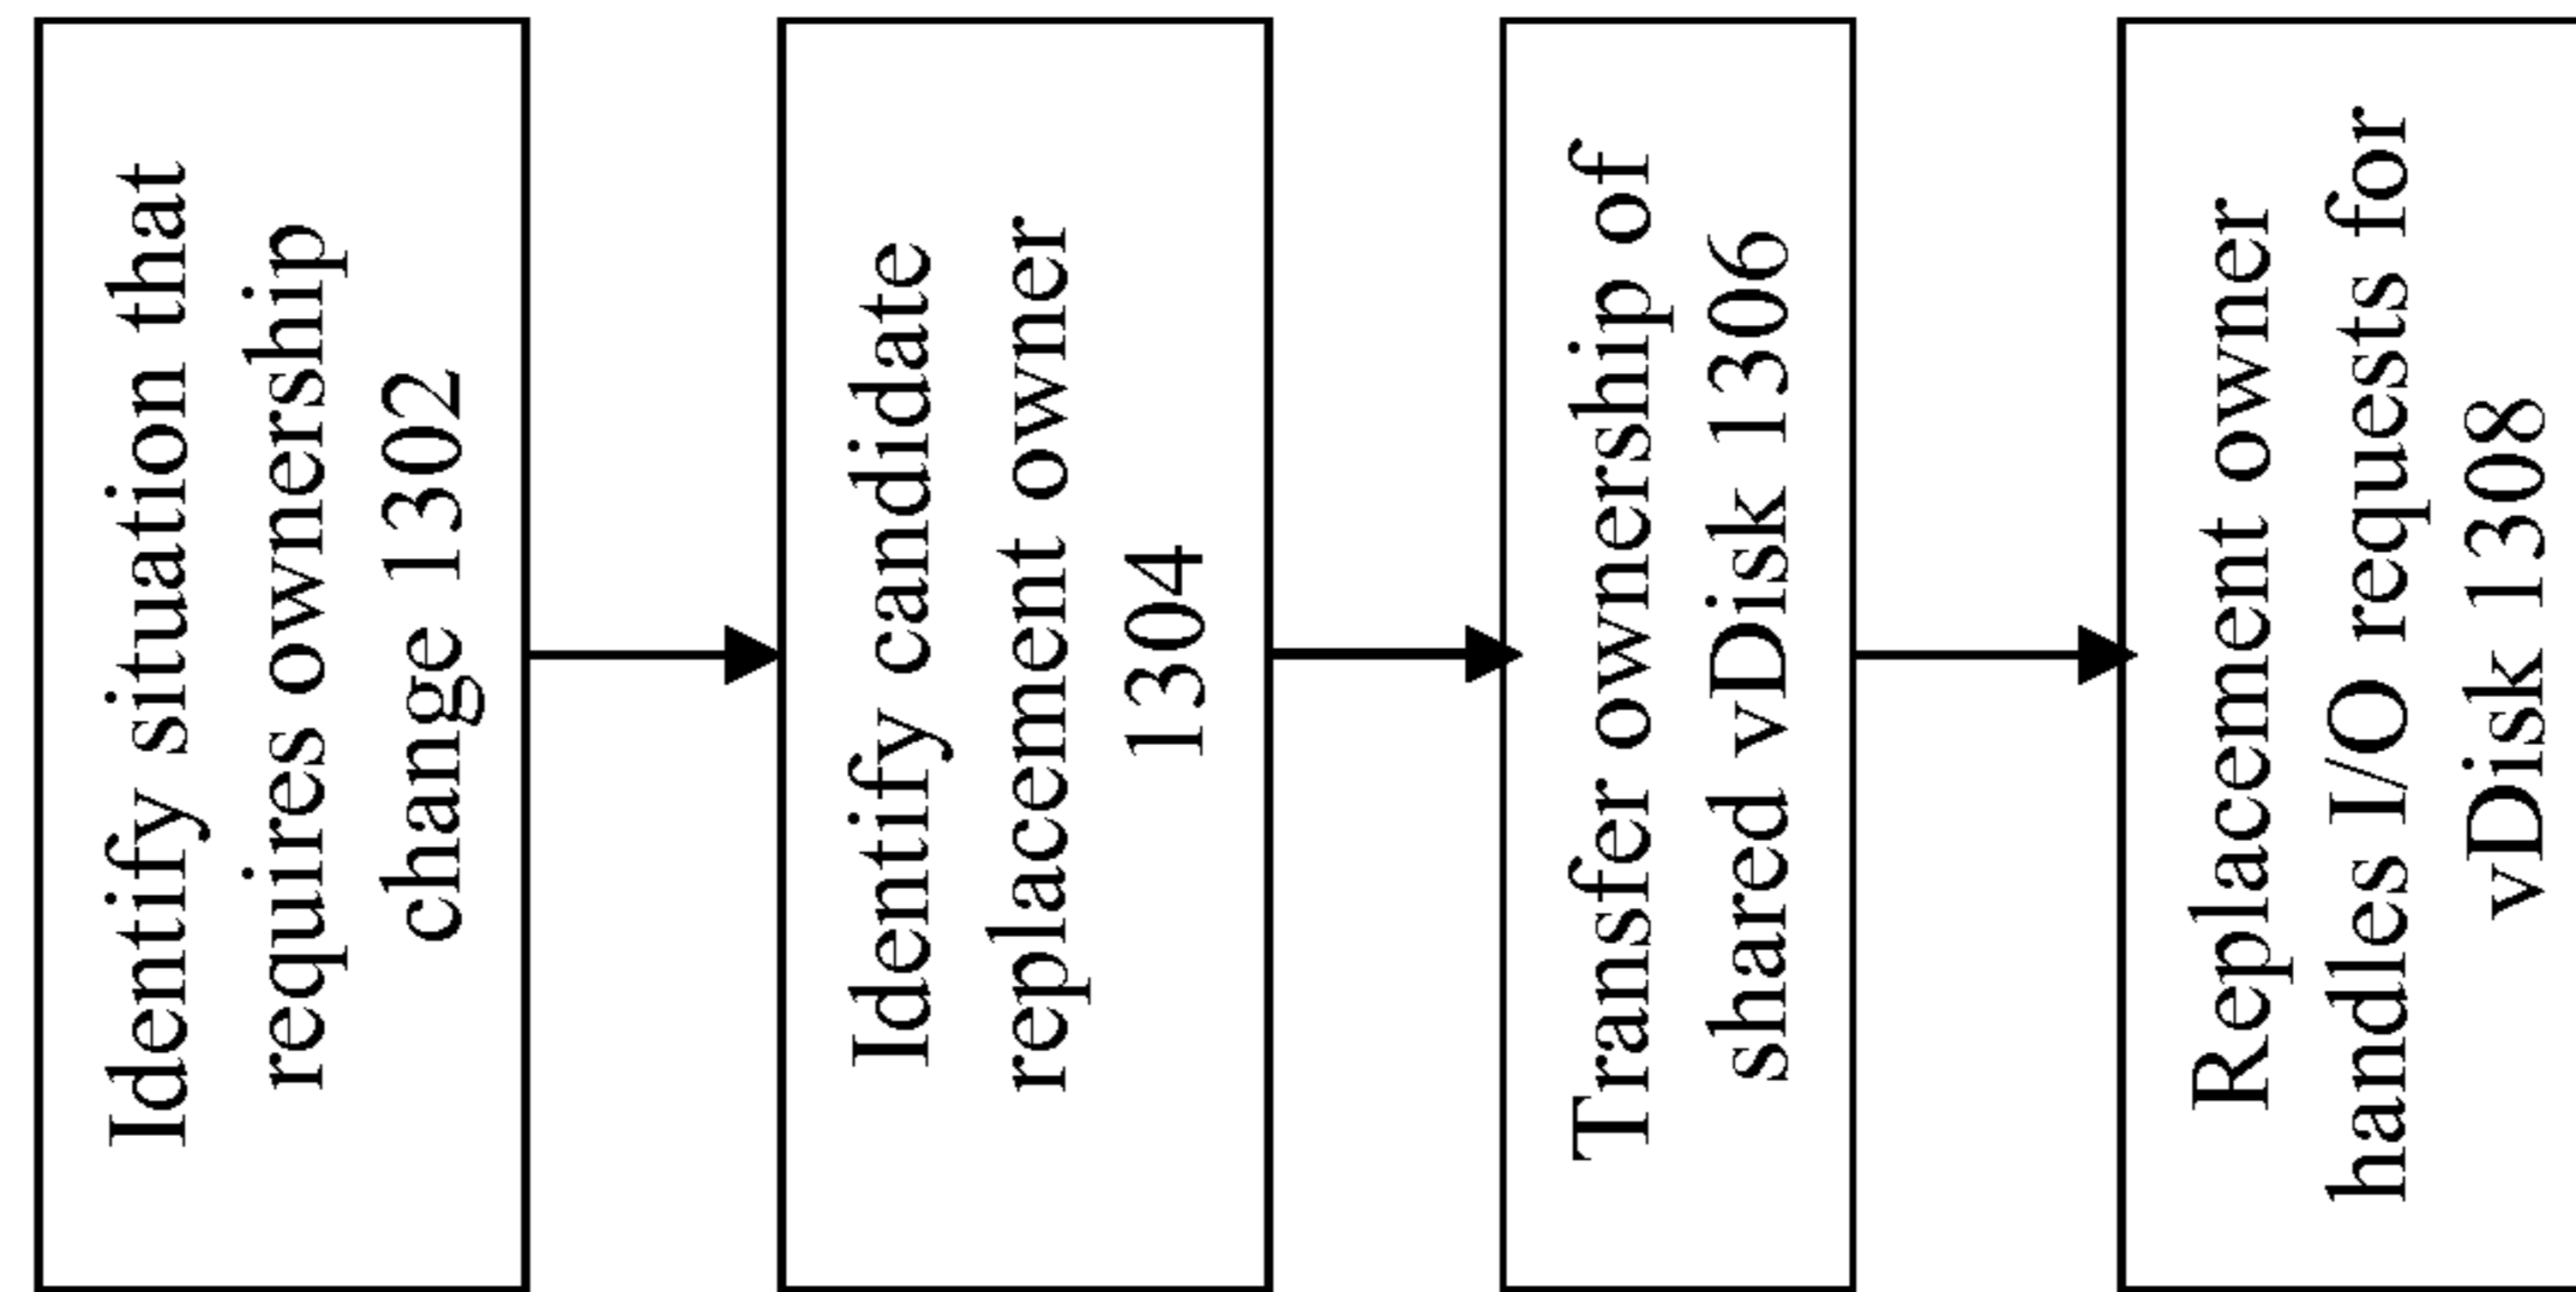 Identify situation that
requires ownership
change 1302
Identify candidate
replacement owner
1304
Transfer ownership of
shared vDisk 1306
Replacement owner
handles I/O requests for
vDisk 1308